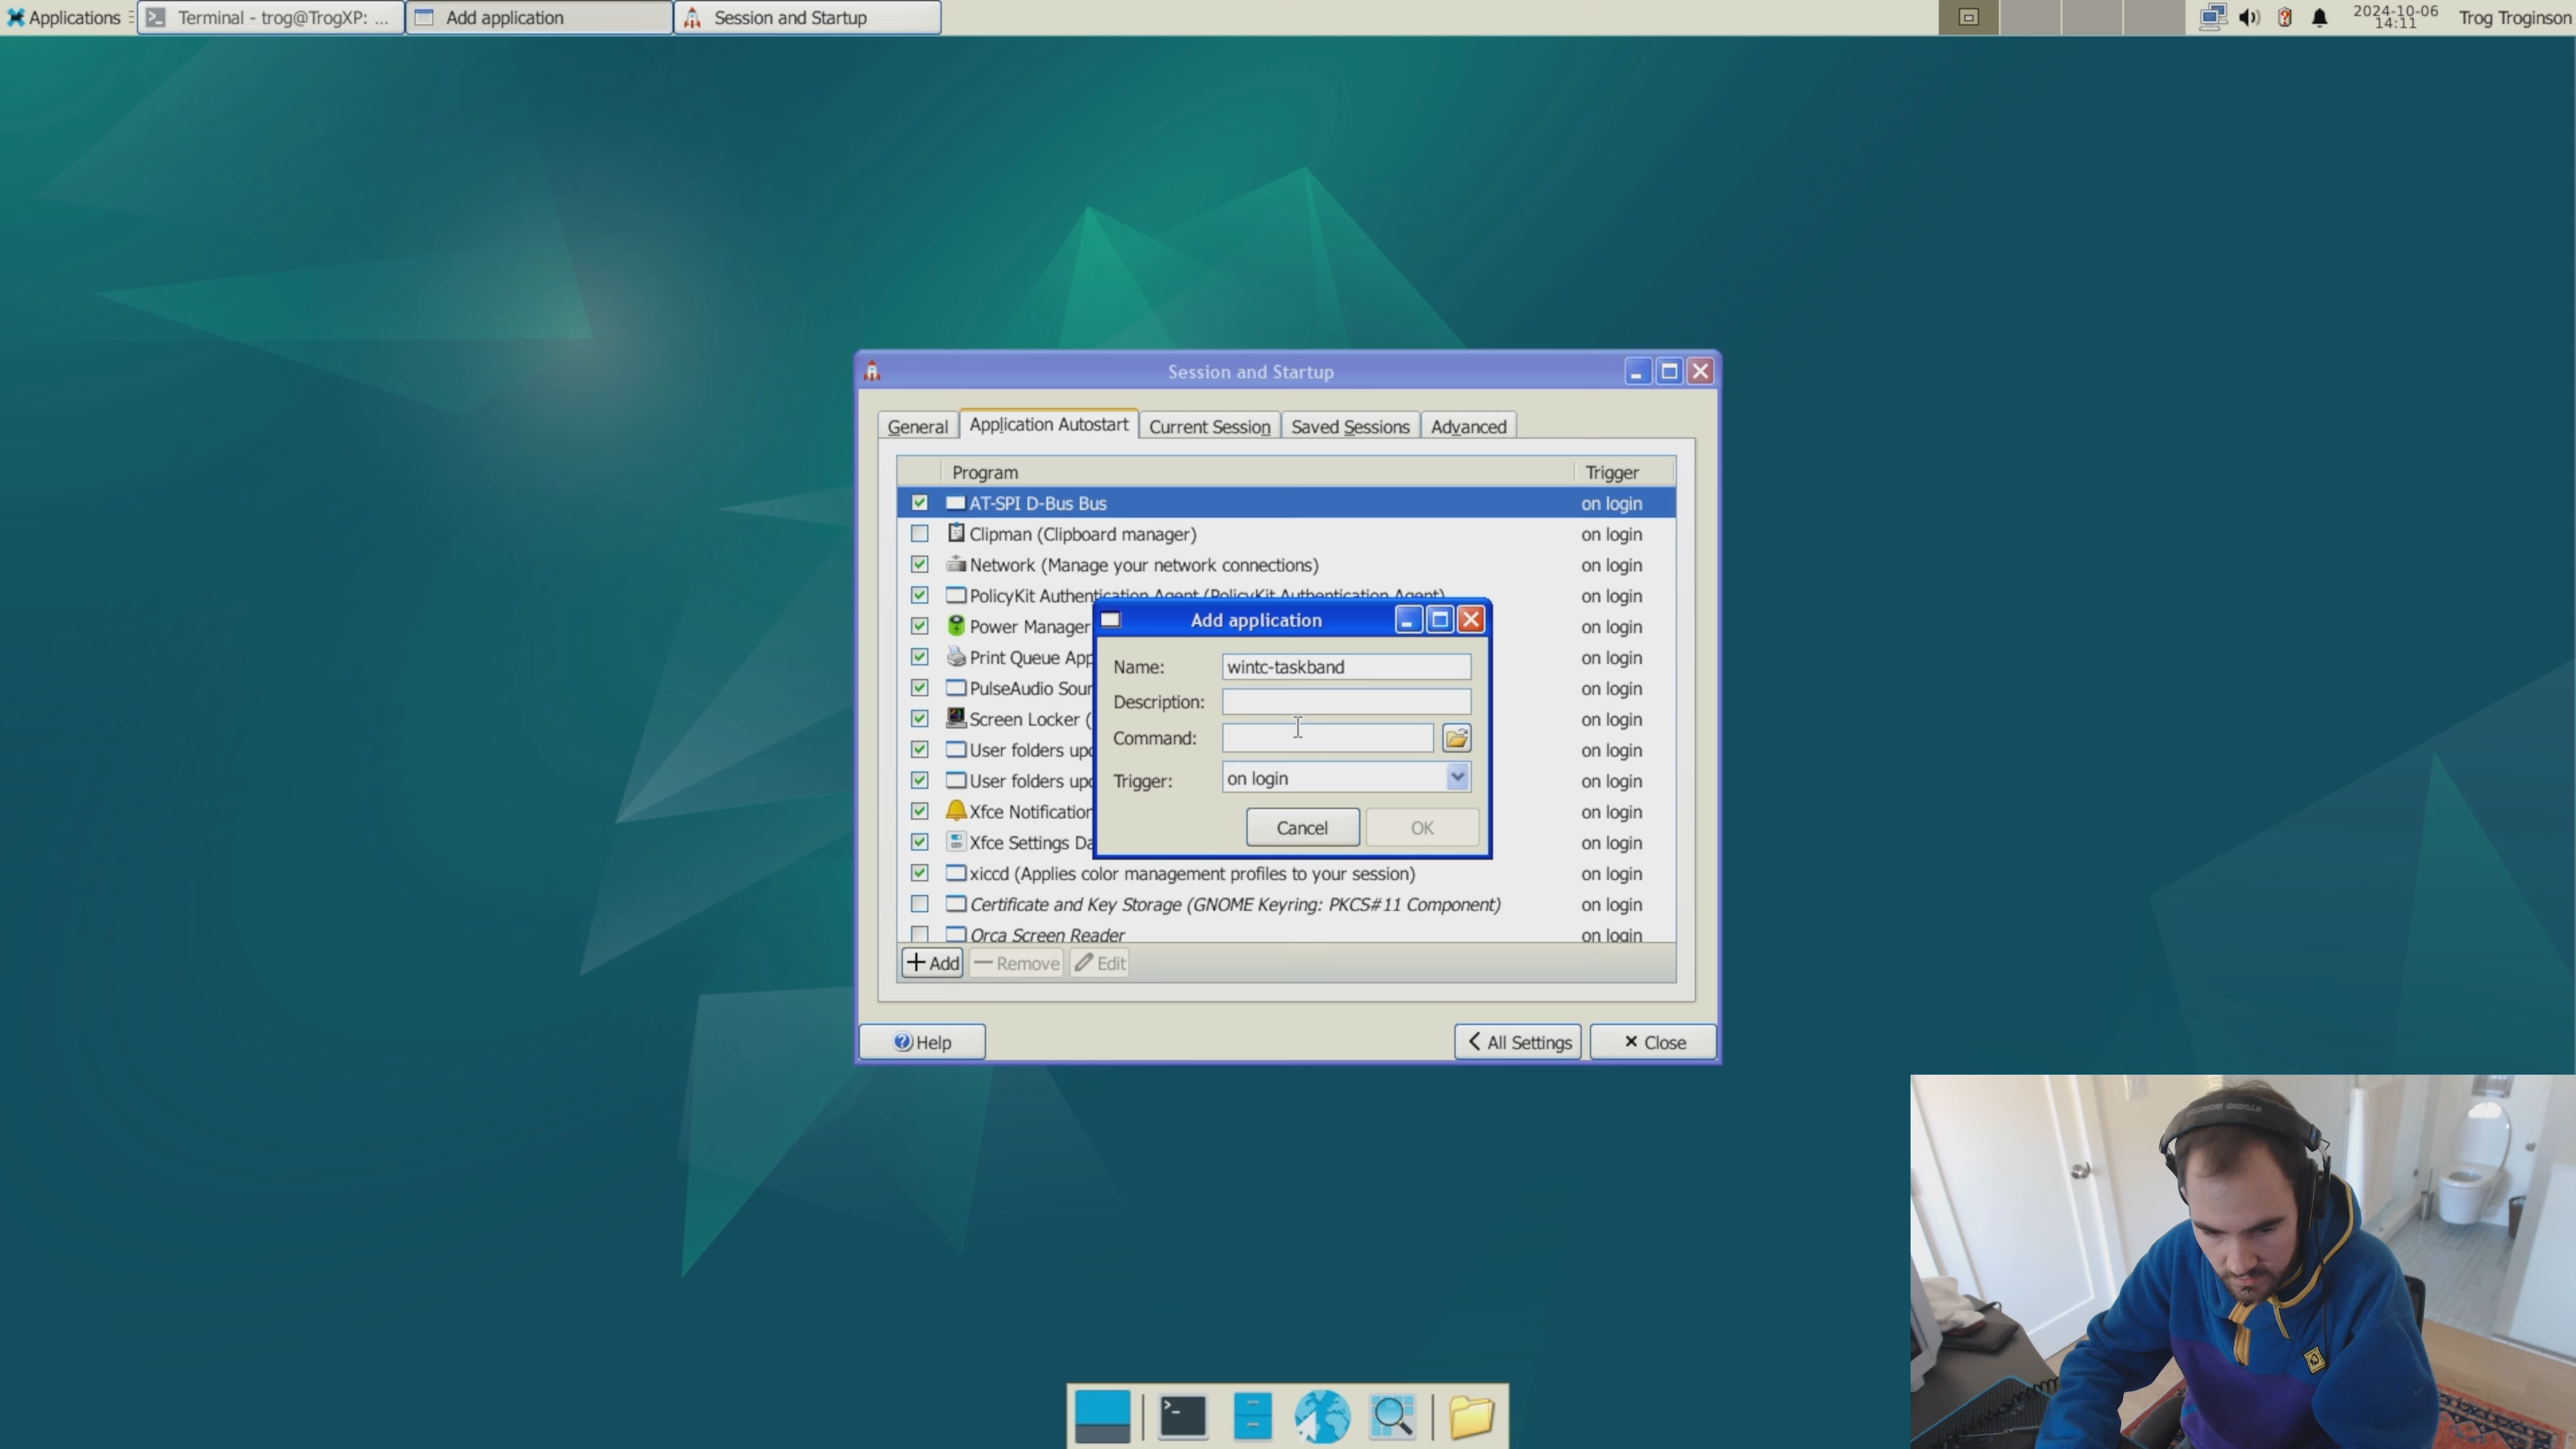 Applications
Terminal - trog@TrogXP: ...
Add application
Session and Startup
2024-10-06
14:11
Trog Troginson
Session and Startup
General
Application Autostart
Current Session
Saved Sessions
Advanced
Program
Trigger
AT-SPI D-Bus Bus
on login
Clipman (Clipboard manager)
on login
Network (Manage your network connections)
on login
PolicyKit Authentication Agent (PolicyKit Authentication Agent)
on login
Power Manager
on login
Print Queue App
on login
PulseAudio Sour
on login
Screen Locker (
on login
User folders upd
on login
User folders upd
on login
Xfce Notification
on login
Xfce Settings Da
on login
xiccd (Applies color management profiles to your session)
on login
Certificate and Key Storage (GNOME Keyring: PKCS#11 Component)
on login
Orca Screen Reader
on login
Add
Remove
Edit
Help
All Settings
Close
Add application
Name:
wintc-taskband
Description:
Command:
Trigger:
on login
Cancel
OK